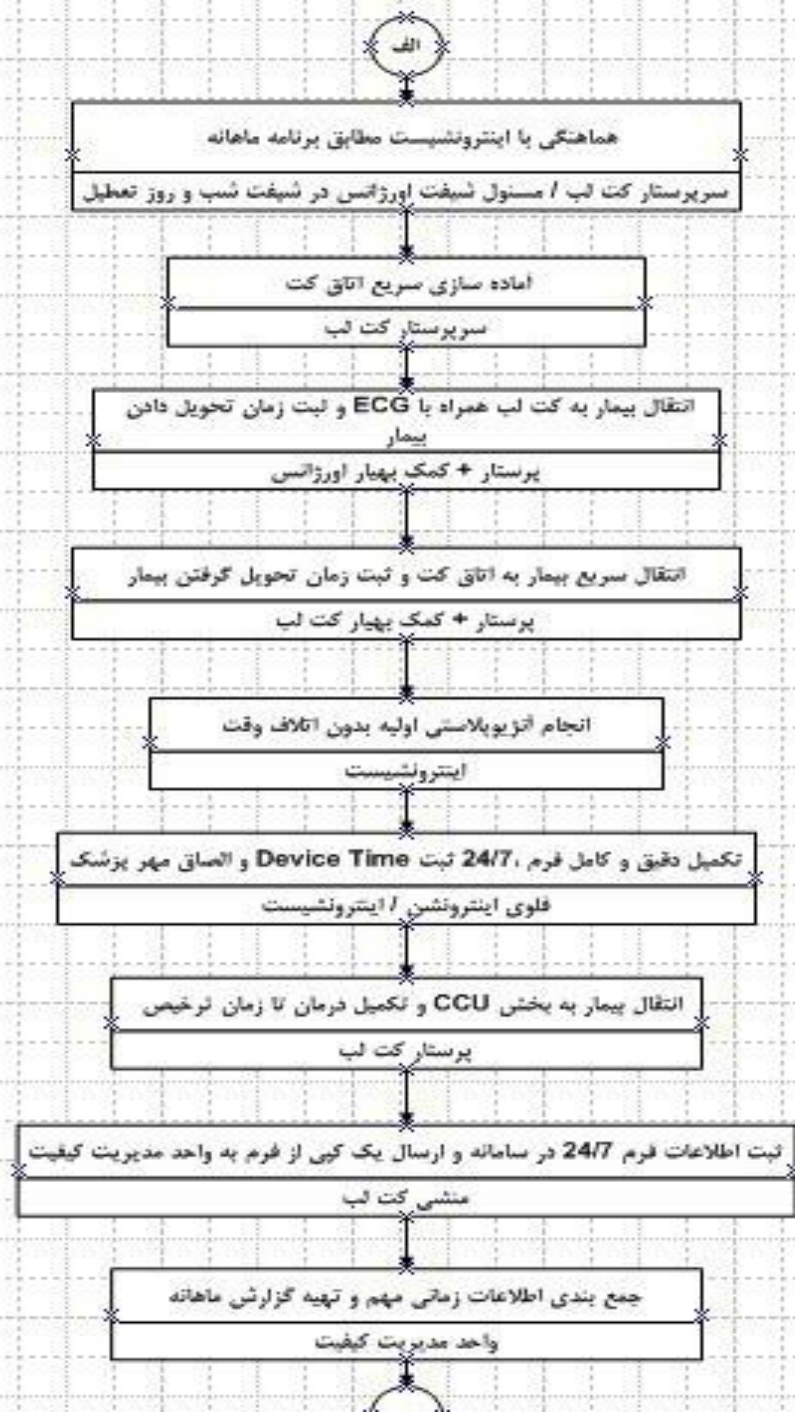 الف
هماهنگی با اینترونشیست مطابق برنامه ماهانه
سرپرستار کت لب / مسئول شیفت اورژانس در شیفت شب و روز تعطیل
آماده سازی سریع اتاق کت
سرپرستار کت لب
انتقال بیمار به کت لب همراه با ECG و ثبت زمان تحویل دادن
بیمار
پرستار + کمک بهیار اورژانس
انتقال سریع بیمار به اتاق کت و ثبت زمان تحویل گرفتن بیمار
پرستار + کمک بهیار کت لب
انجام آنژیوپلاستی اولیه بدون اتلاف وقت
اینترونشیست
تکمیل دقیق و کامل فرم 24/7، ثبت Device Time و الصاق مهر پزشک
فلوی اینترونشن / اینترونشیست
انتقال بیمار به بخش CCU و تکمیل درمان تا زمان ترخیص
پرستار کت لب
ثبت اطلاعات فرم 24/7 در سامانه و ارسال یک کپی از فرم به واحد مدیریت کیفیت
منشی کت لب
جمع بندی اطلاعات زمانی مهم و تهیه گزارش ماهانه
واحد مدیریت کیفیت